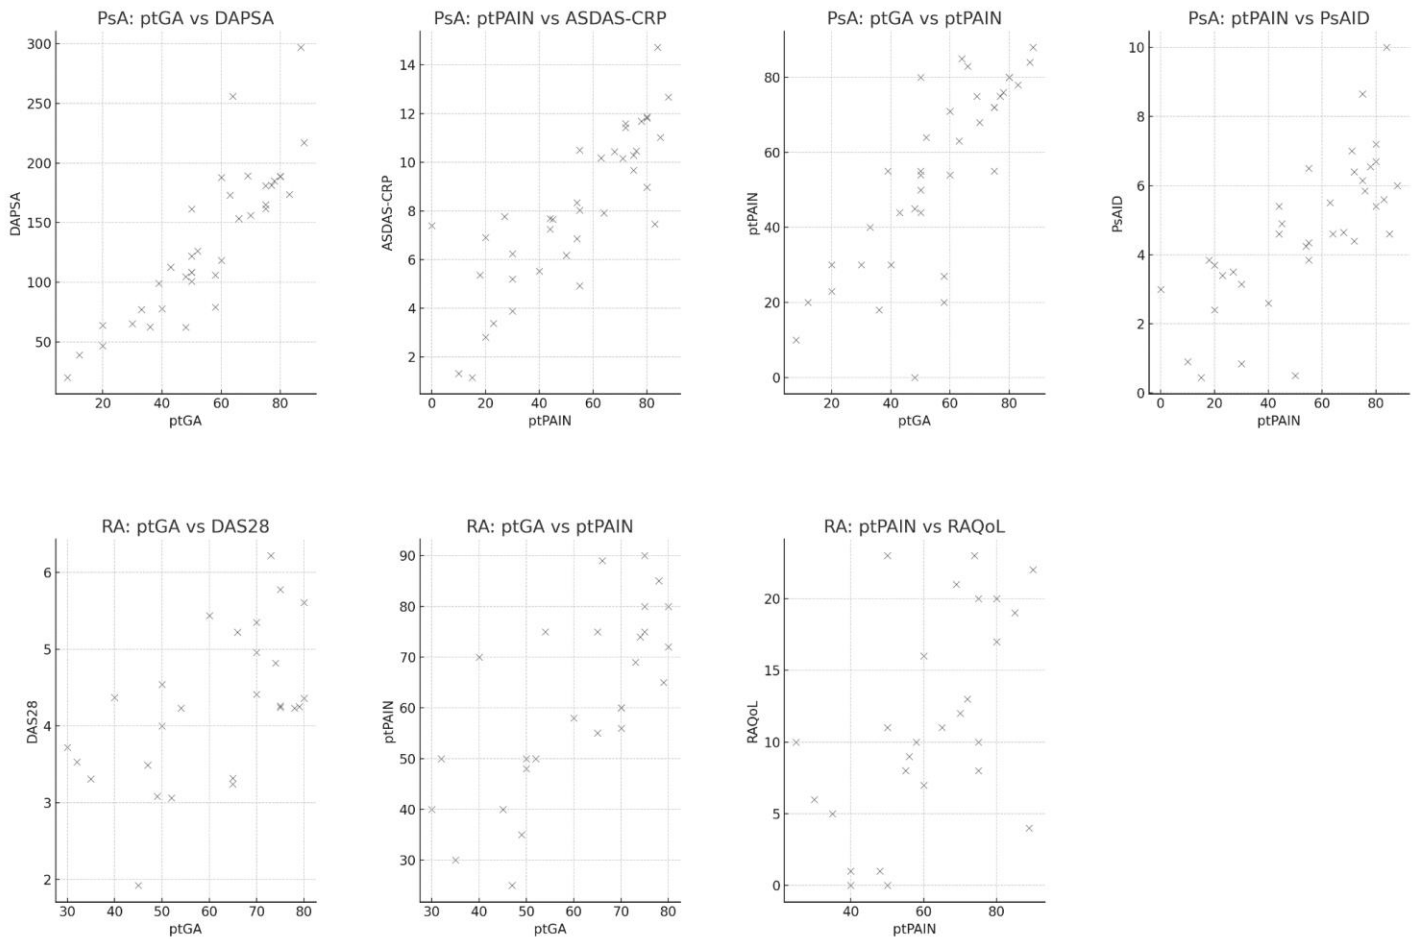 PsA: ptGA vs DAPSA
300
250
200
150
100
50
DAPSA
20 40 60 80
ptGA
PsA: ptPAIN vs ASDAS-CRP
14
12
10
8
6
4
2
ASDAS-CRP
0 20 40 60 80
ptPAIN
PsA: ptGA vs ptPAIN
80
60
40
20
0
ptPAIN
20 40 60 80
ptGA
PsA: ptPAIN vs PsAID
10
8
6
4
2
0
PsAID
0 20 40 60 80
ptPAIN
RA: ptGA vs DAS28
6
5
4
3
2
DAS28
30 40 50 60 70 80
ptGA
RA: ptGA vs ptPAIN
90
80
70
60
50
40
30
ptPAIN
30 40 50 60 70 80
ptGA
RA: ptPAIN vs RAQoL
20
15
10
5
0
RAQoL
40 60 80
ptPAIN